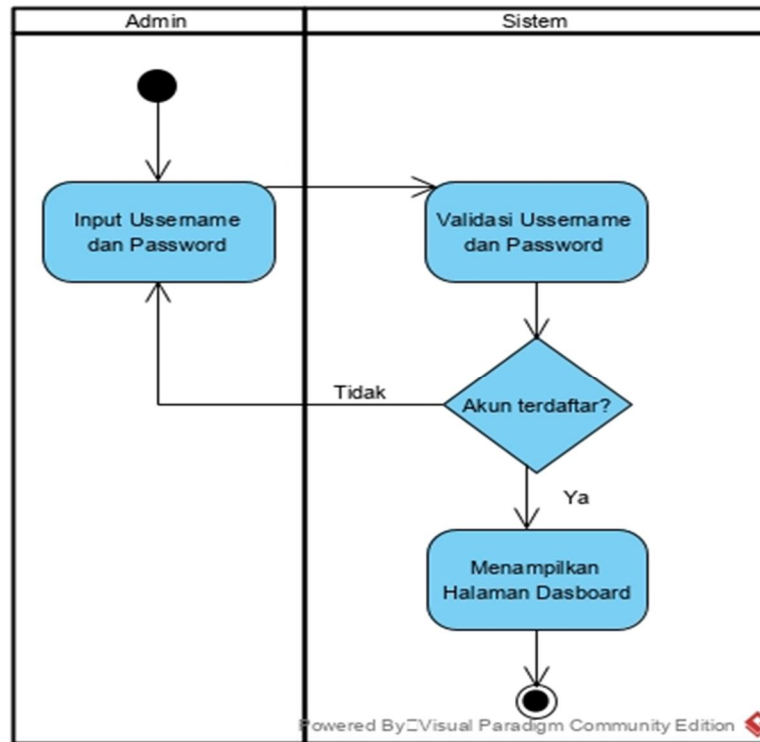 Admin
Sistem
Input Ussername
dan Password
Validasi Ussername
dan Password
Akun terdaftar?
Tidak
Ya
Menampilkan
Halaman Dasboard
Powered By□Visual Paradigm Community Edition